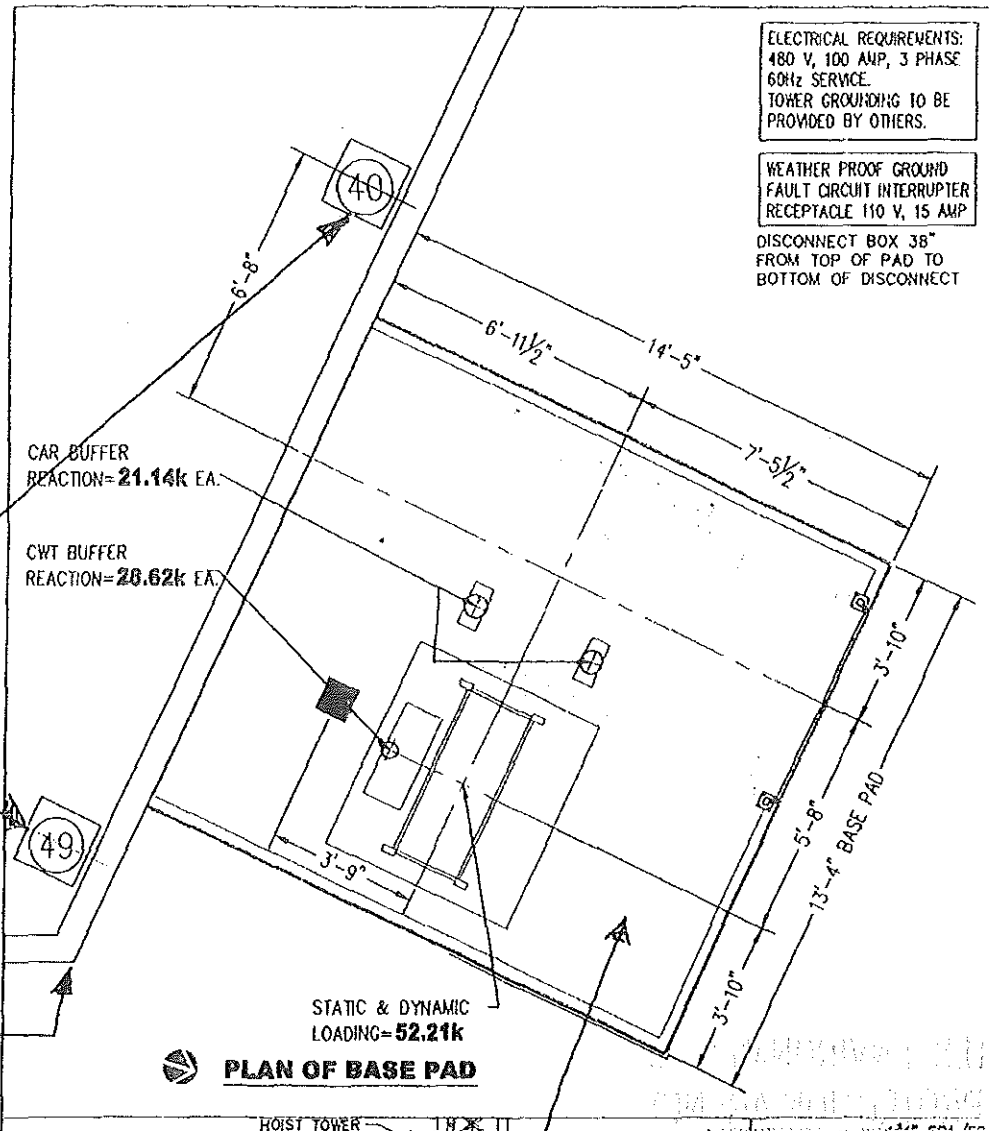 ELECTRICAL REQUIREMENTS:
480 V, 100 AMP, 3 PHASE
60Hz SERVICE.
TOWER GROUNDING TO BE
PROVIDED BY OTHERS.
WEATHER PROOF GROUND
FAULT CIRCUIT INTERRUPTER
RECEPTACLE 110 V, 15 AMP
DISCONNECT BOX 38"
FROM TOP OF PAD TO
BOTTOM OF DISCONNECT
40
6'-8"
6'-11½"
14'-5"
7'-5½"
CAR BUFFER
REACTION=21.14k EA.
CWT BUFFER
REACTION=28.62k EA.
3'-10"
5'-8"
13'-4" BASE PAD
49
3'-9"
3'-10"
STATIC & DYNAMIC
LOADING=52.21k
PLAN OF BASE PAD
HOIST TOWER